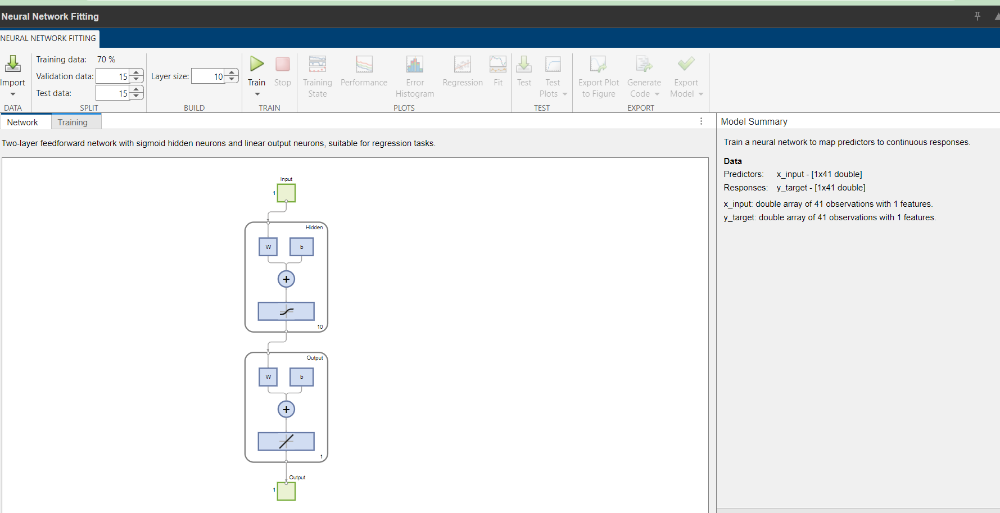 Neural Network Fitting
NEURAL NETWORK FITTING
Import
DATA
Training data: 70 %
Validation data: 15
Test data: 15
SPLIT
Layer size: 10
BUILD
Train
Stop
TRAIN
Training
State
Performance
Error
Histogram
Regression
Fit
PLOTS
Test
Test
Plots
TEST
Export Plot
to Figure
Generate
Code
Export
Model
EXPORT
Network
Training
Two-layer feedforward network with sigmoid hidden neurons and linear output neurons, suitable for regression tasks.
Input
1
Hidden
W
b
+
10
Output
W
b
+
1
Output
1
Model Summary
Train a neural network to map predictors to continuous responses.
Data
Predictors: x_input - [1x41 double]
Responses: y_target - [1x41 double]
x_input: double array of 41 observations with 1 features.
y_target: double array of 41 observations with 1 features.